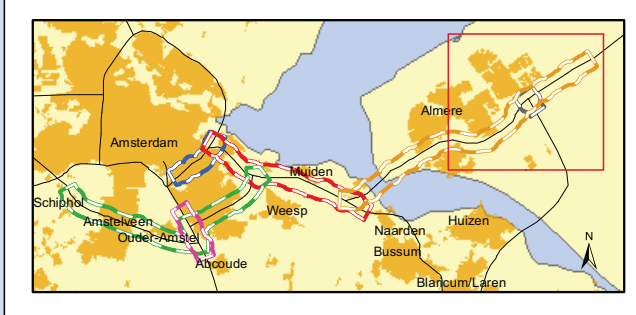 Almere
Amsterdam
Muiden
Schiphol
Weesp
Amstelveen
Huizen
Naarden
Ouder-Amstel
N
Bussum
Abcoude
Blaricum/Laren